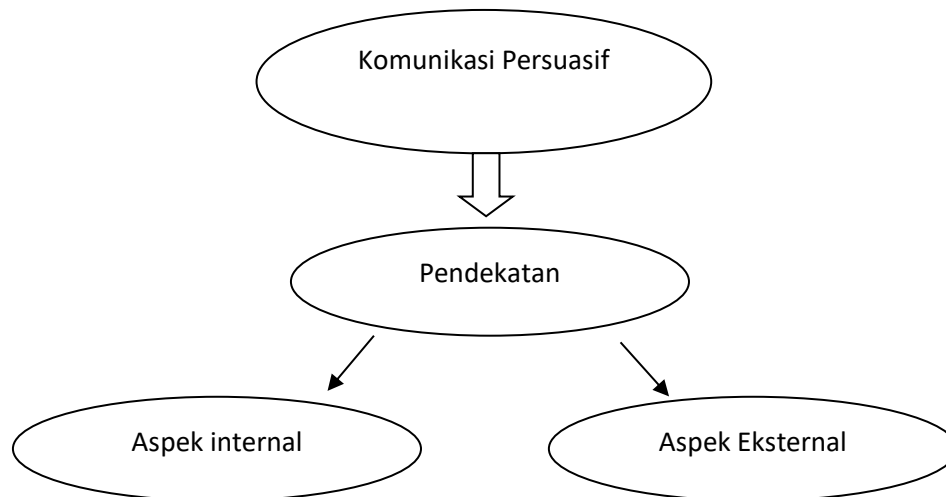 Komunikasi Persuasif
Pendekatan
Aspek internal
Aspek Eksternal